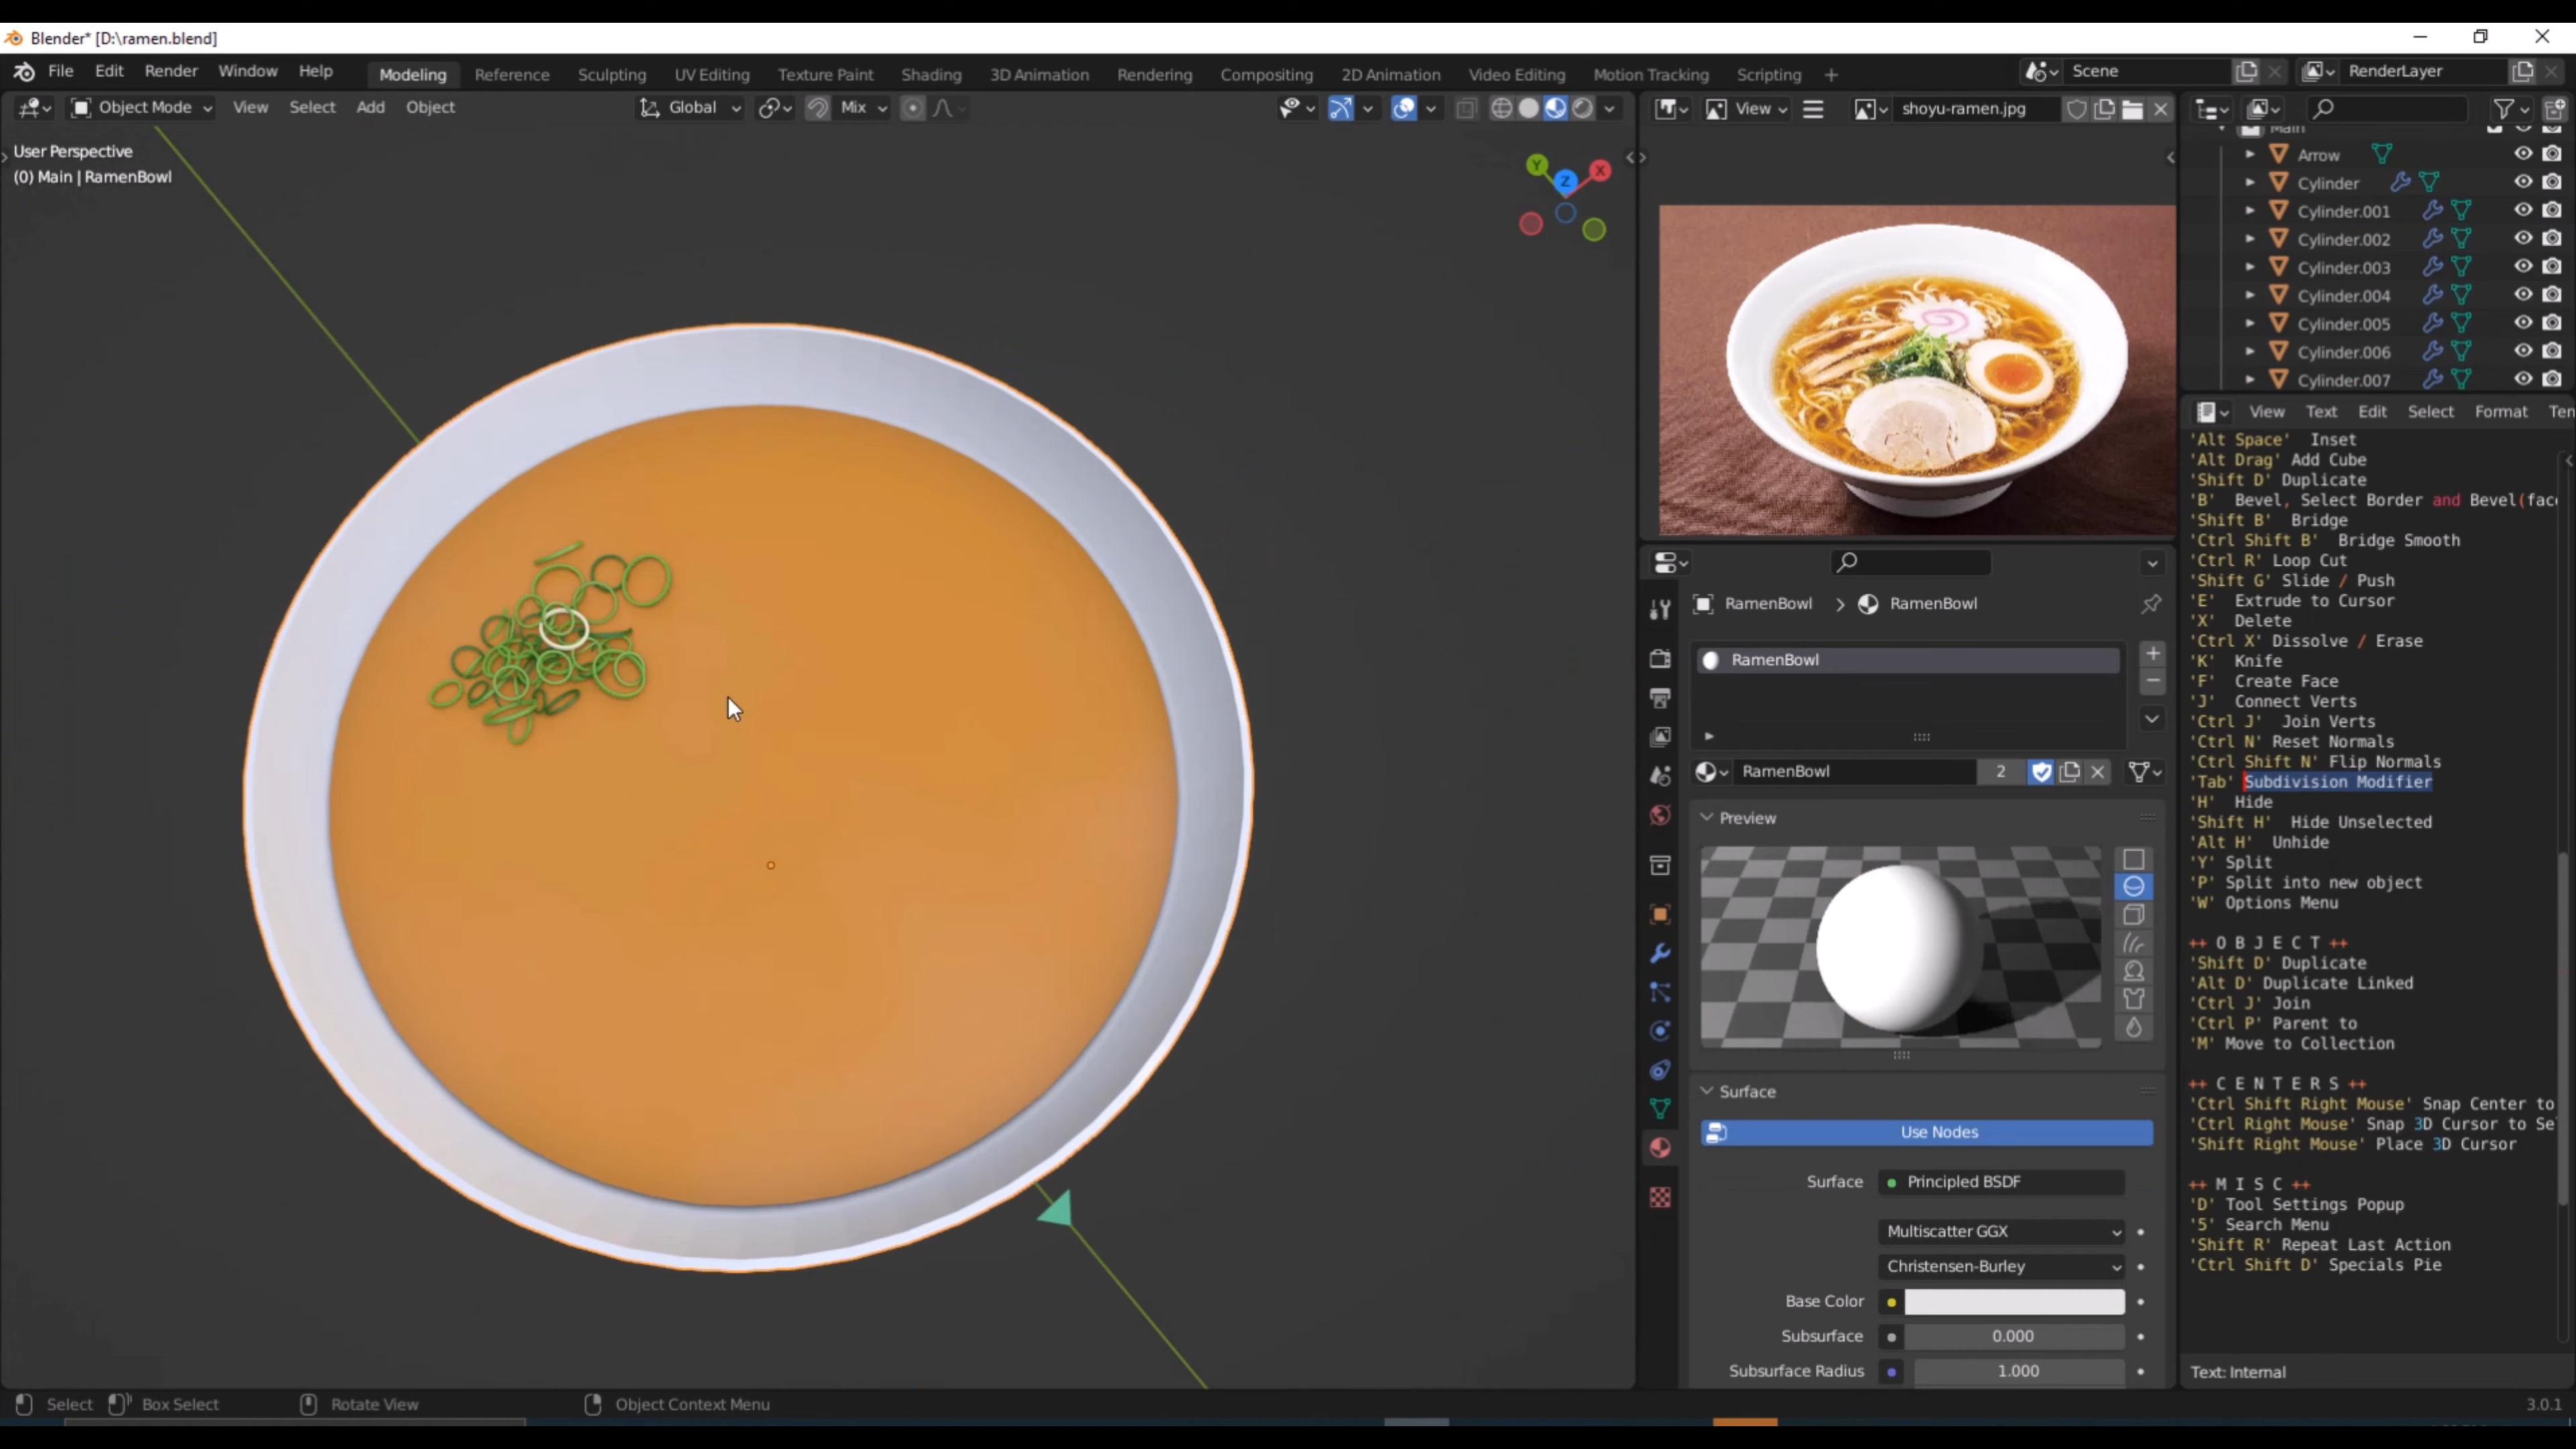 Blender* [D:\ramen.blend]
File Edit Render Window Help
Modeling Reference Sculpting UV Editing Texture Paint Shading 3D Animation Rendering Compositing 2D Animation Video Editing Motion Tracking Scripting +
Scene
RenderLayer
Object Mode View Select Add Object
Global
Mix
View
shoyu-ramen.jpg
User Perspective
(0) Main | RamenBowl
Y
X
Z
Main
Arrow
Cylinder
Cylinder.001
Cylinder.002
Cylinder.003
Cylinder.004
Cylinder.005
Cylinder.006
Cylinder.007
RamenBowl > RamenBowl
RamenBowl
RamenBowl 2
Preview
Surface
Use Nodes
Surface Principled BSDF
Multiscatter GGX
Christensen-Burley
Base Color
Subsurface 0.000
Subsurface Radius 1.000
View Text Edit Select Format Tem
'Alt Space' Inset
'Alt Drag' Add Cube
'Shift D' Duplicate
'B' Bevel, Select Border and Bevel(fac
'Shift B' Bridge
'Ctrl Shift B' Bridge Smooth
'Ctrl R' Loop Cut
'Shift G' Slide / Push
'E' Extrude to Cursor
'X' Delete
'Ctrl X' Dissolve / Erase
'K' Knife
'F' Create Face
'J' Connect Verts
'Ctrl J' Join Verts
'Ctrl N' Reset Normals
'Ctrl Shift N' Flip Normals
'Tab' Subdivision Modifier
'H' Hide
'Shift H' Hide Unselected
'Alt H' Unhide
'Y' Split
'P' Split into new object
'W' Options Menu
++ O B J E C T ++
'Shift D' Duplicate
'Alt D' Duplicate Linked
'Ctrl J' Join
'Ctrl P' Parent to
'M' Move to Collection
++ C E N T E R S ++
'Ctrl Shift Right Mouse' Snap Center to
'Ctrl Right Mouse' Snap 3D Cursor to Se
'Shift Right Mouse' Place 3D Cursor
++ M I S C ++
'D' Tool Settings Popup
'5' Search Menu
'Shift R' Repeat Last Action
'Ctrl Shift D' Specials Pie
Text: Internal
Select Box Select Rotate View Object Context Menu
3.0.1